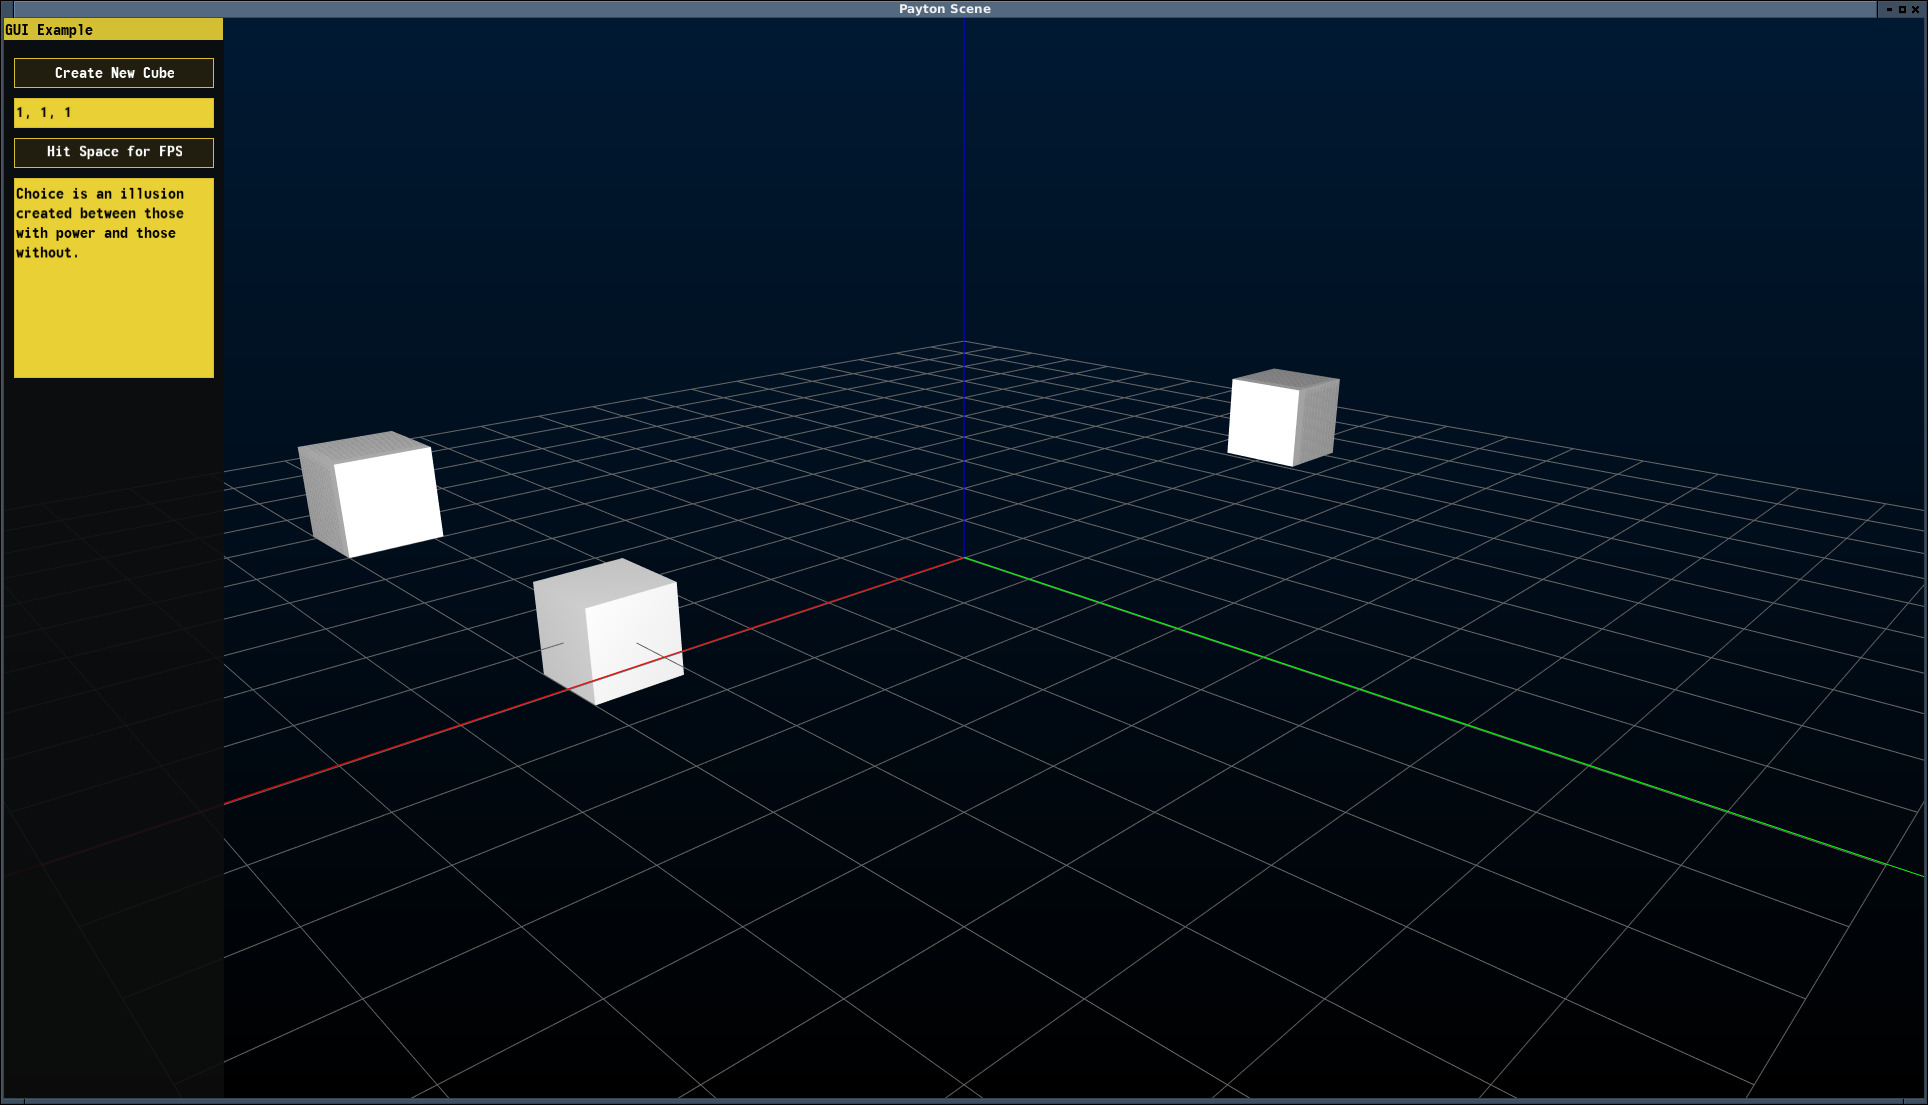 Payton Scene
GUI Example
Create New Cube
1, 1, 1
Hit Space for FPS
Choice is an illusion
created between those
with power and those
without.